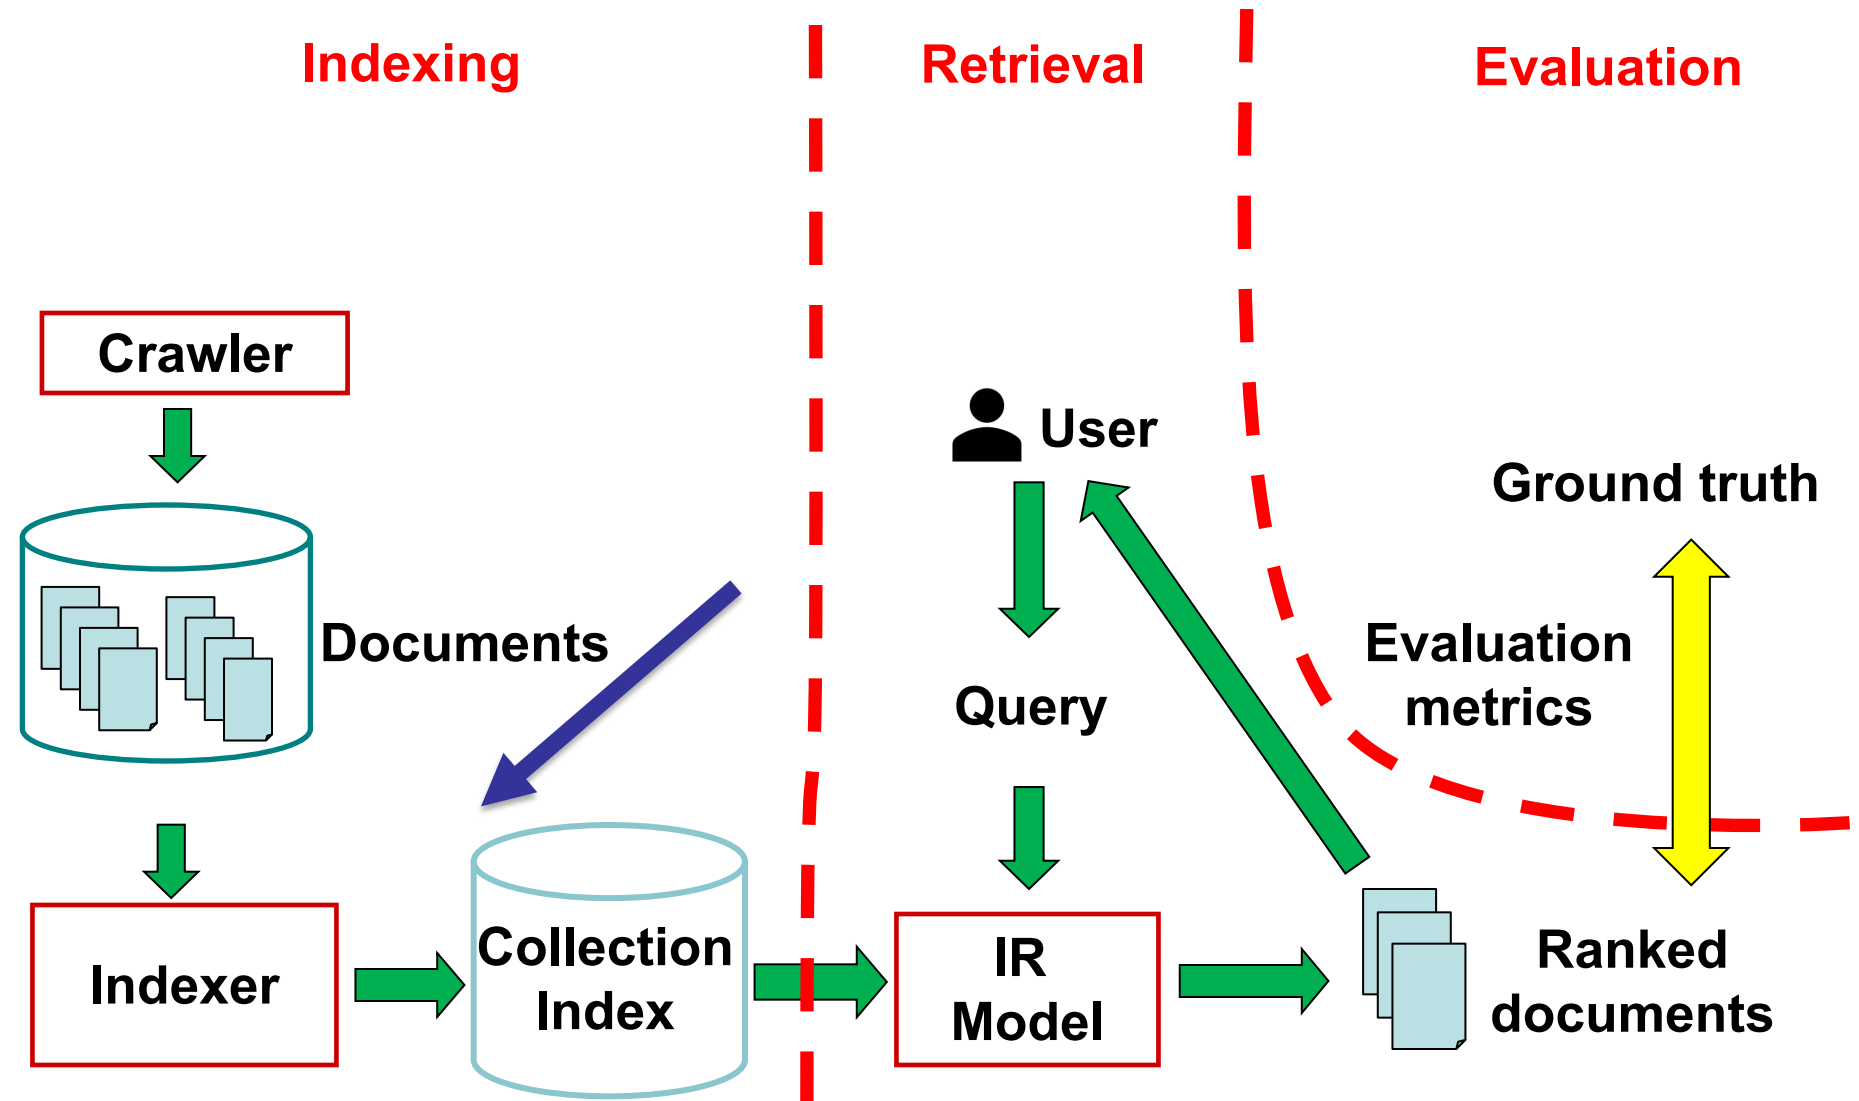 Indexing
Retrieval
Evaluation
Crawler
User
Ground truth
Documents
Evaluation
metrics
Query
Collection
Index
Indexer
IR
Model
Ranked
documents